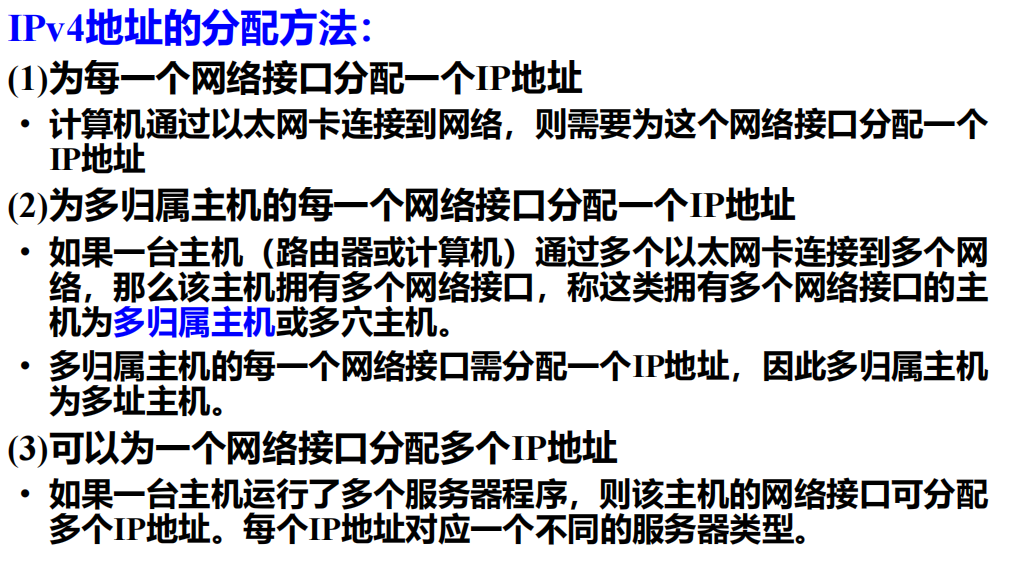 IPv4地址的分配方法：
(1)为每一个网络接口分配一个IP地址
• 计算机通过以太网卡连接到网络，则需要为这个网络接口分配一个
IP地址
(2)为多归属主机的每一个网络接口分配一个IP地址
• 如果一台主机（路由器或计算机）通过多个以太网卡连接到多个网
络，那么该主机拥有多个网络接口，称这类拥有多个网络接口的主
机为多归属主机或多穴主机。
• 多归属主机的每一个网络接口需分配一个IP地址，因此多归属主机
为多址主机。
(3)可以为一个网络接口分配多个IP地址
• 如果一台主机运行了多个服务器程序，则该主机的网络接口可分配
多个IP地址。每个IP地址对应一个不同的服务器类型。